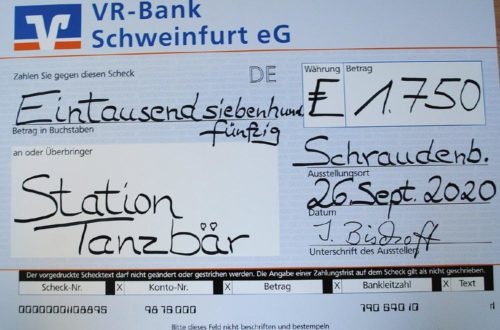 VR-Bank
Schweinfurt eG
Zahlen Sie gegen diesen Scheck
DE
Währung
Betrag
Eintausend siebenhund
fünfzig
€
1.750
Betrag in Buchstaben
an oder Überbringer
Schraudenb.
Ausstellungsort
Station
Tanzbär
26. Sept. 2020
Datum
J. Bischoff
Unterschrift des Ausstellers
Der vorgedruckte Schecktext darf nicht geändert oder gestrichen werden. Die Angabe einer Zahlungsfrist auf dem Scheck gilt als nicht geschrieben.
Scheck-Nr. X Konto-Nr. X Betrag X Bankleitzahl X Text
Bitte dieses Feld nicht beschriften und bestempeln